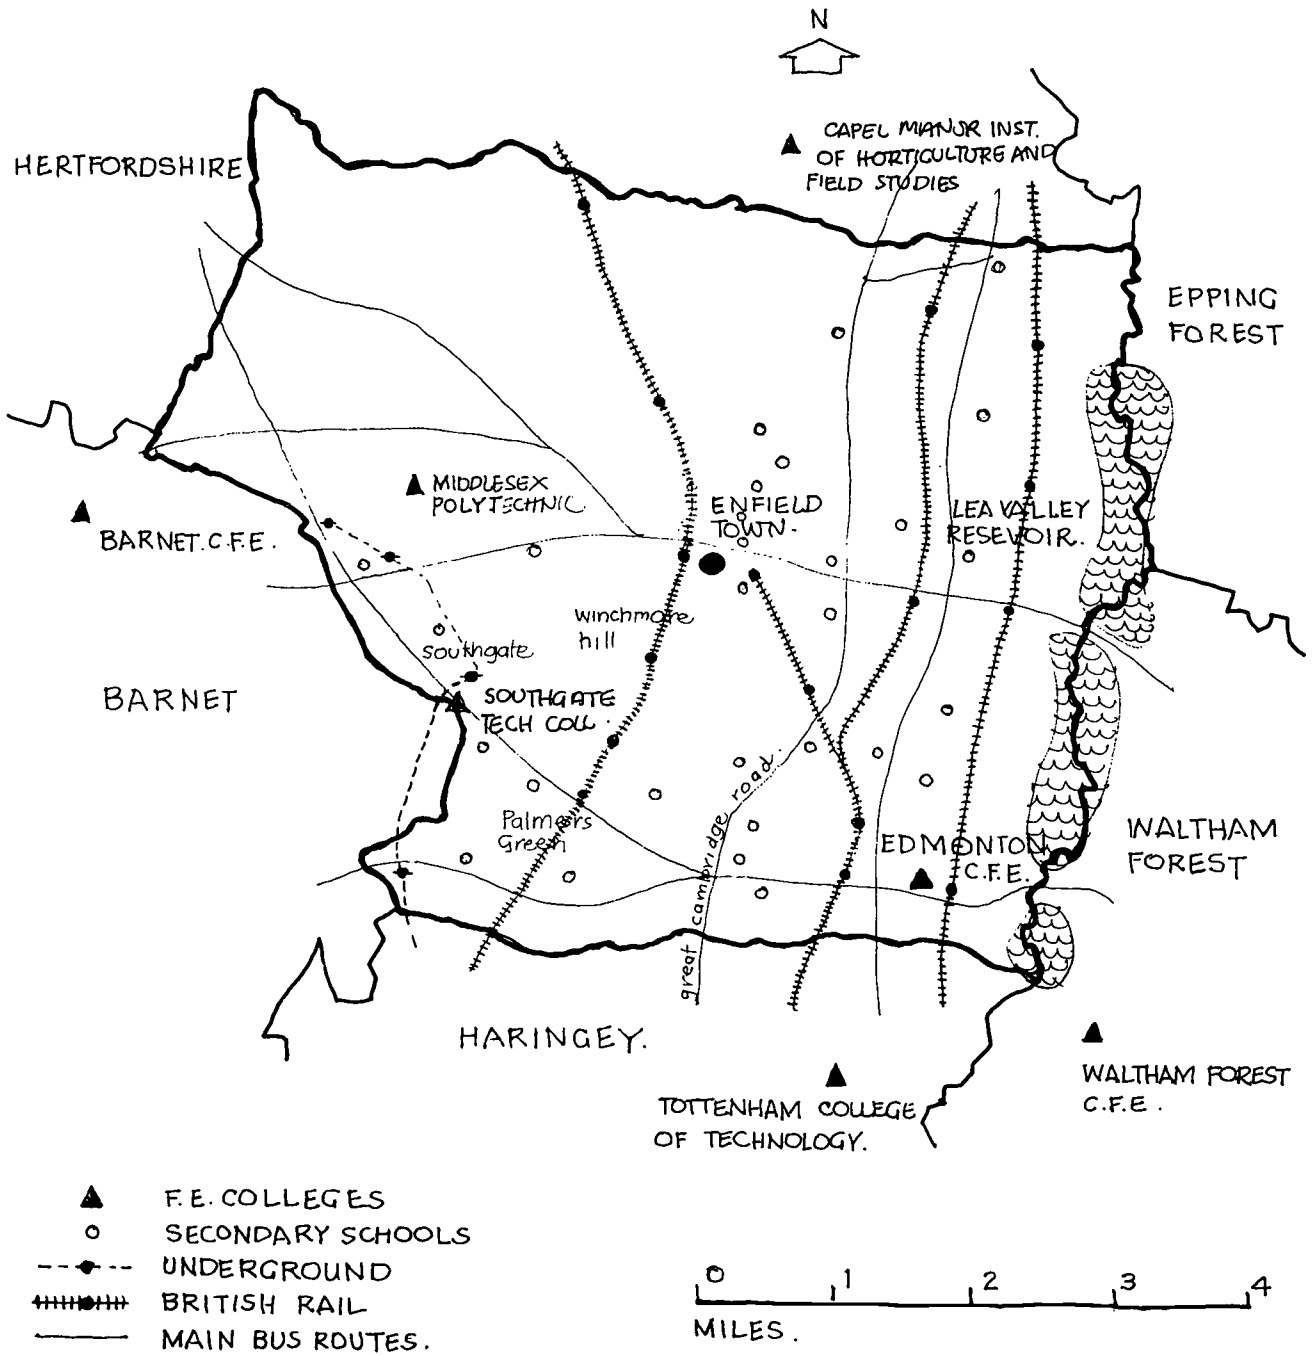 N
CAPEL MANOR INST.
OF HORTICULTURE AND
FIELD STUDIES
HERTFORDSHIRE
EPPING
FOREST
MIDDLESEX
POLYTECHNIC.
ENFIELD
TOWN.
LEA VALLEY
RESEVOIR.
BARNET.C.F.E.
winchmore
hill
southgate
BARNET
SOUTHGATE
TECH COLL.
great cambridge road.
Palmers
Green
EDMONTON
C.F.E.
WALTHAM
FOREST
HARINGEY.
TOTTENHAM COLLEGE
OF TECHNOLOGY.
WALTHAM FOREST
C.F.E.
F.E. COLLEGES
SECONDARY SCHOOLS
UNDERGROUND
BRITISH RAIL
MAIN BUS ROUTES.
0 1 2 3 4
MILES.